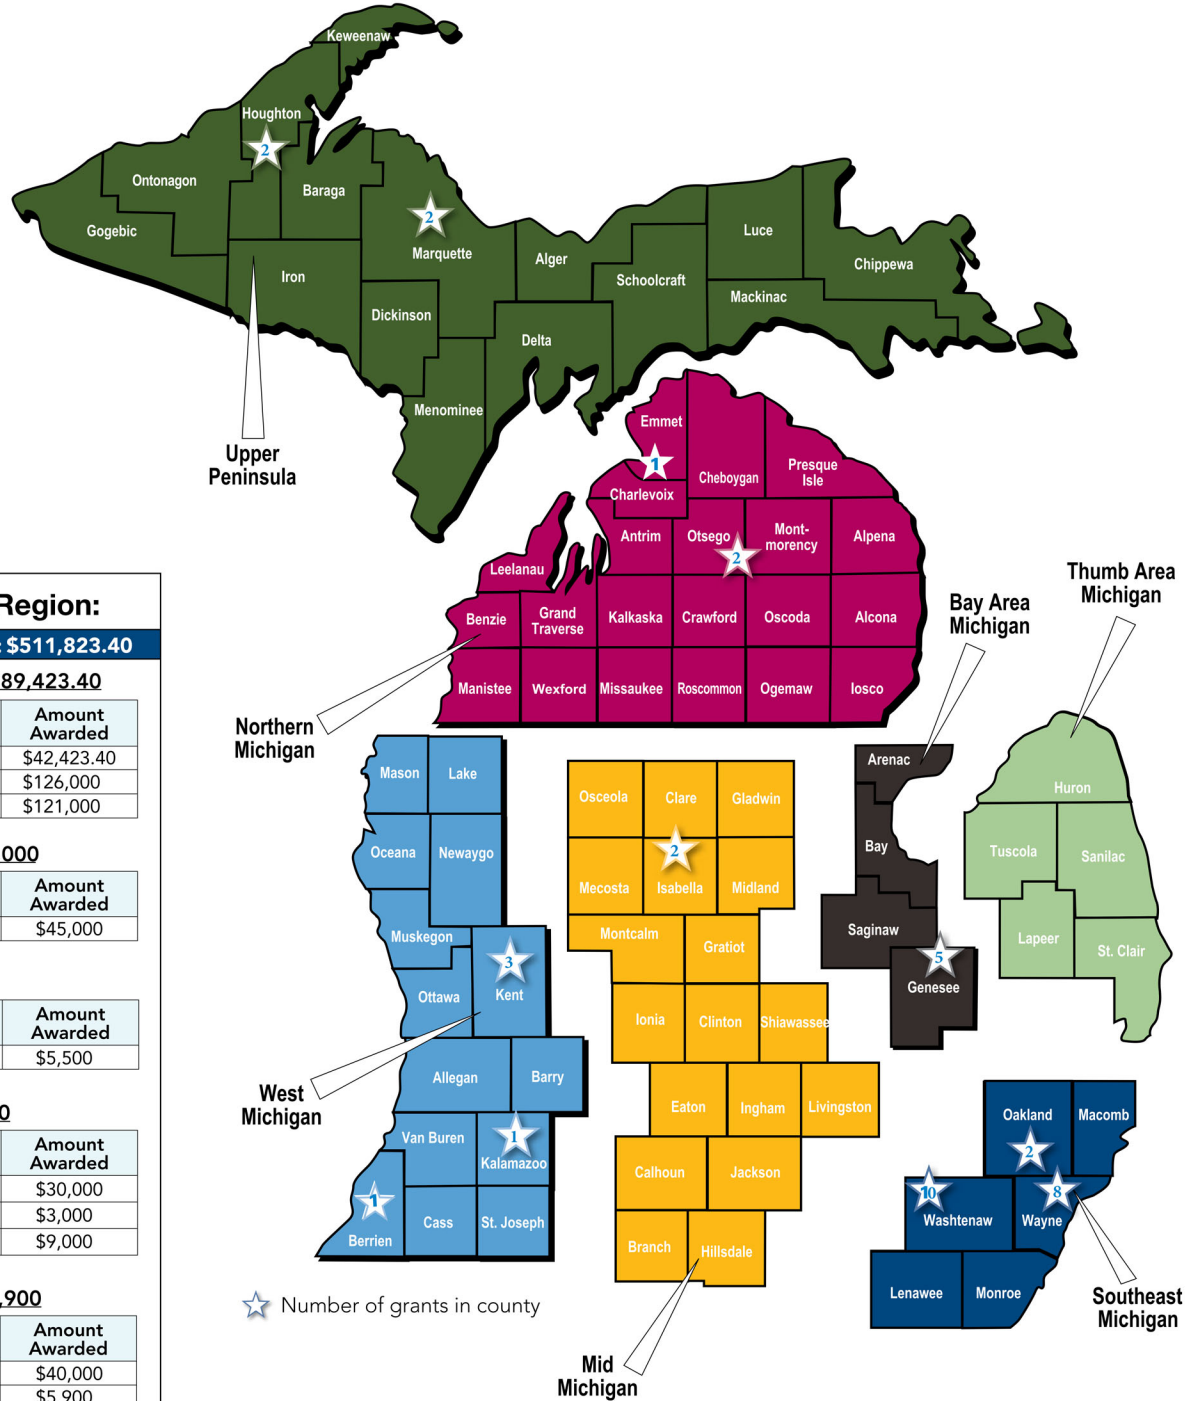 Keweenaw
Houghton
2
Ontonagon
Baraga
Gogebic
2
Marquette
Iron
Alger
Luce
Chippewa
Schoolcraft
Mackinac
Dickinson
Delta
Menominee
Upper
Peninsula
Emmet
1
Cheboygan
Presque
Isle
Charlevoix
Antrim
Otsego
2
Mont-
morency
Alpena
Leelanau
Benzie
Grand
Traverse
Kalkaska
Crawford
Oscoda
Alcona
Manistee
Wexford
Missaukee
Roscommon
Ogemaw
Iosco
Northern
Michigan
Bay Area
Michigan
Thumb Area
Michigan
Region:
: $511,823.40
89,423.40
Amount
Awarded
$42,423.40
$126,000
$121,000
000
Amount
Awarded
$45,000
Amount
Awarded
$5,500
0
Amount
Awarded
$30,000
$3,000
$9,000
,900
Amount
Awarded
$40,000
$5,900
Mason
Lake
Oceana
Newaygo
Muskegon
3
Kent
Ottawa
Allegan
Barry
Van Buren
1
Kalamazoo
1
Berrien
Cass
St. Joseph
West
Michigan
Osceola
Clare
Gladwin
2
Mecosta
Isabella
Midland
Montcalm
Gratiot
Ionia
Clinton
Shiawassee
Eaton
Ingham
Livingston
Calhoun
Jackson
Branch
Hillsdale
Mid
Michigan
Arenac
Bay
Saginaw
5
Genesee
Huron
Tuscola
Sanilac
Lapeer
St. Clair
Oakland
2
Macomb
10
Washtenaw
8
Wayne
Lenawee
Monroe
Southeast
Michigan
Number of grants in county